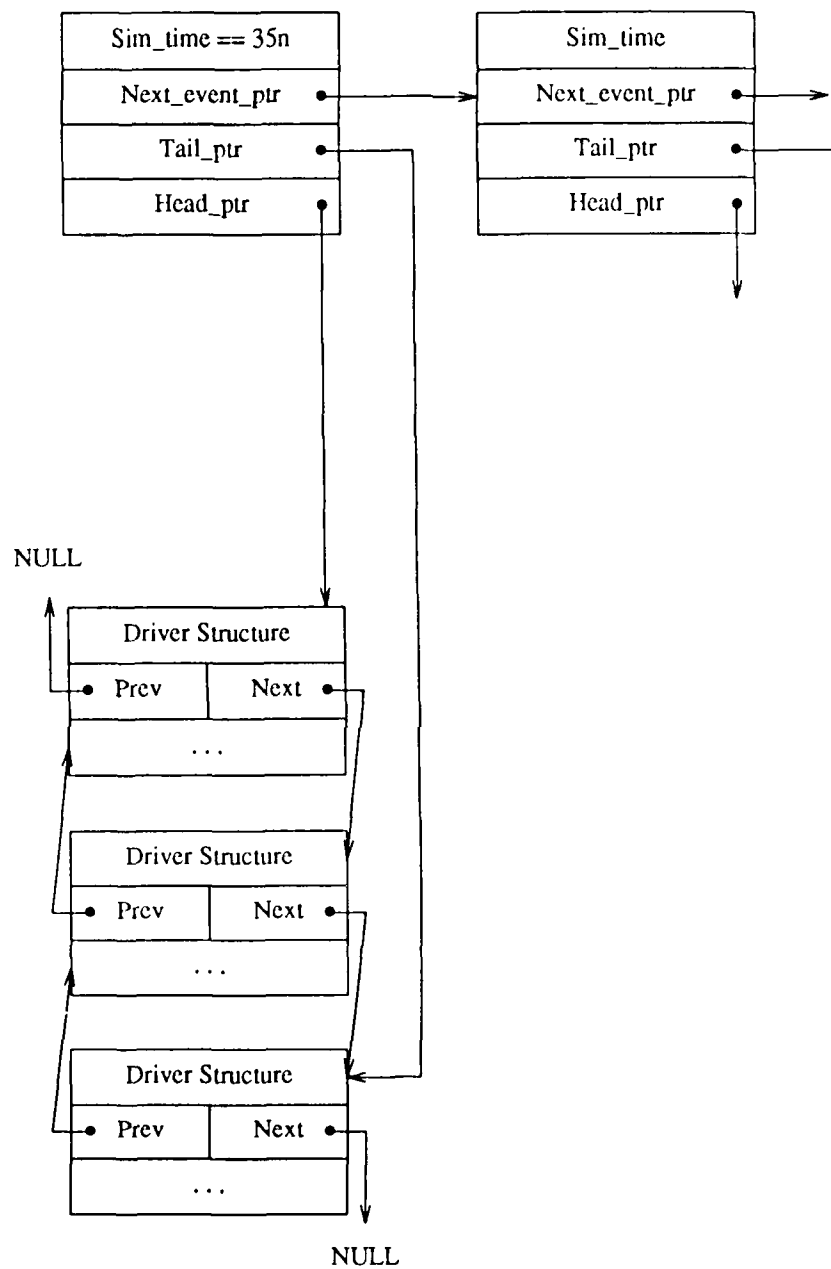 Sim_time == 35n
Next_event_ptr
Tail_ptr
Head_ptr
Sim_time
Next_event_ptr
Tail_ptr
Head_ptr
NULL
Driver Structure
Prev
Next
...
Driver Structure
Prev
Next
...
Driver Structure
Prev
Next
...
NULL